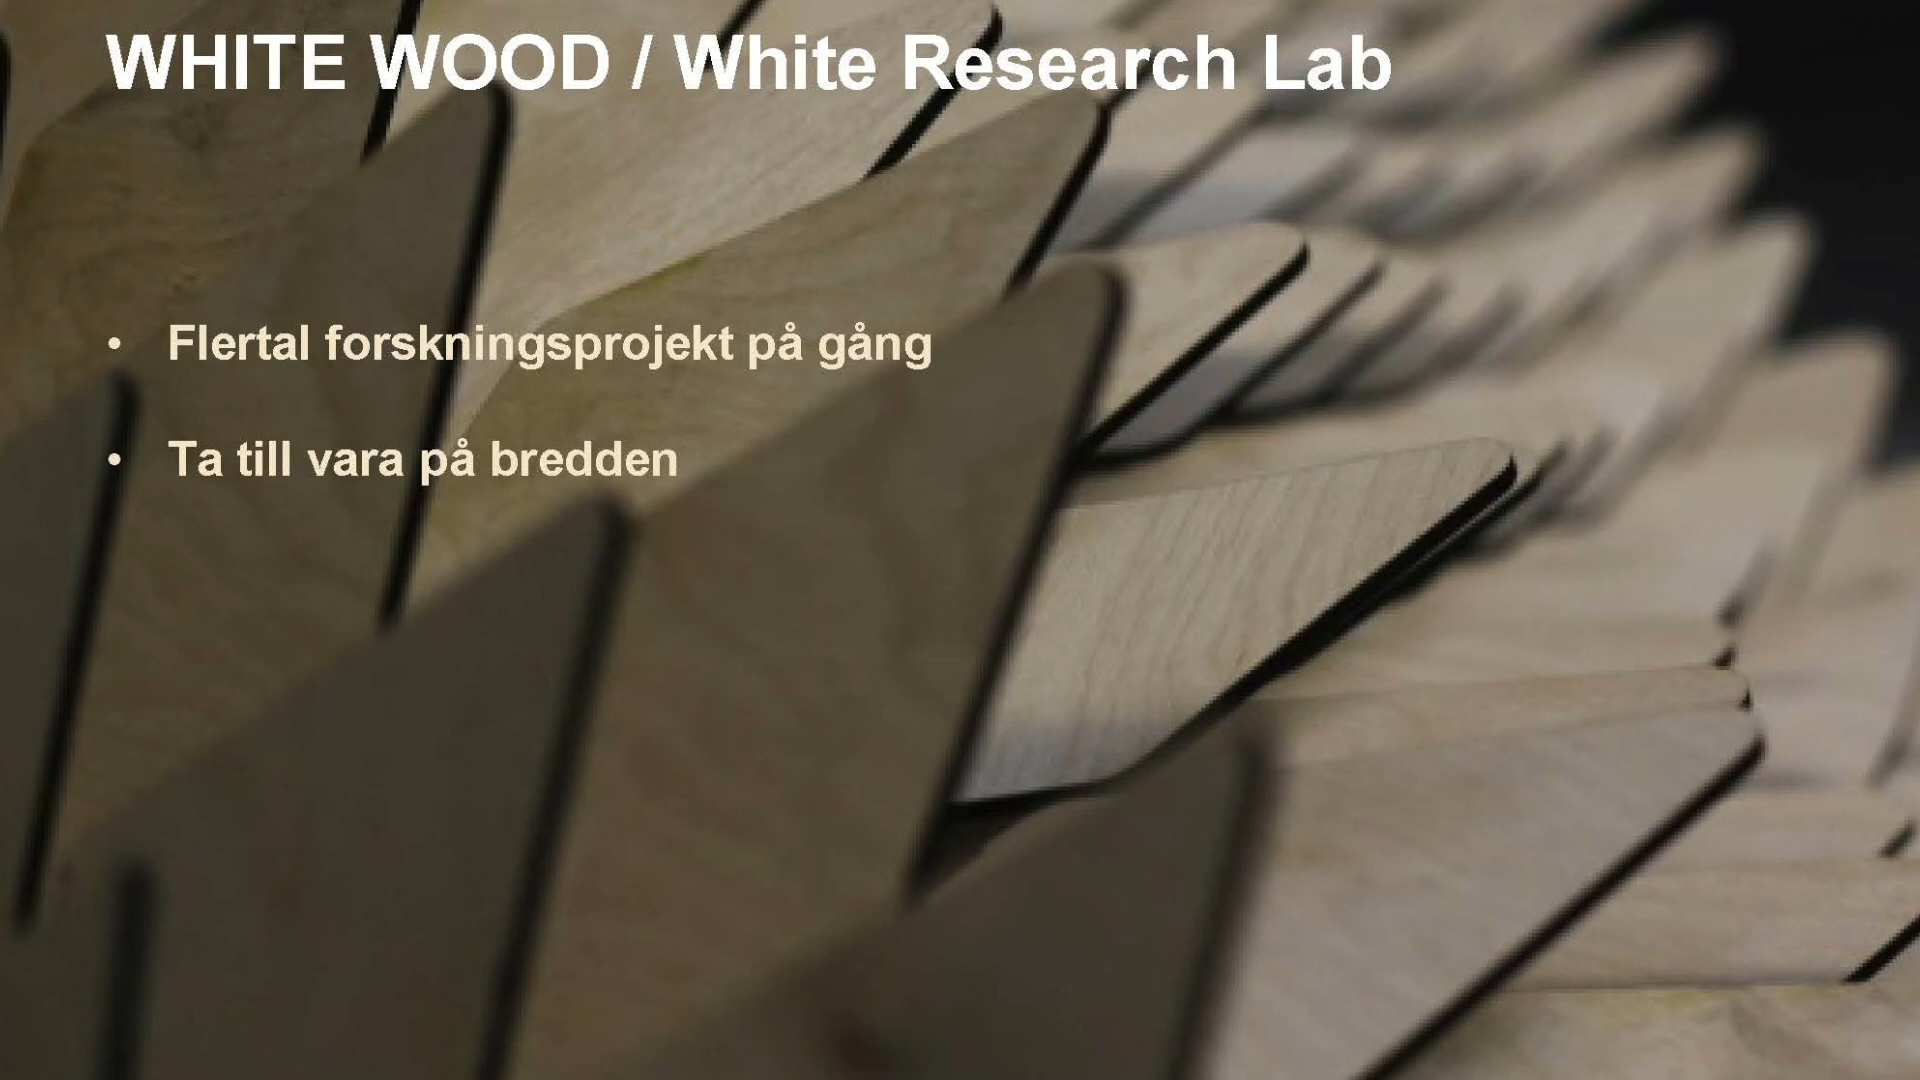 WHITE WOOD / White Research Lab
• Flertal forskningsprojekt på gång
• Ta till vara på bredden